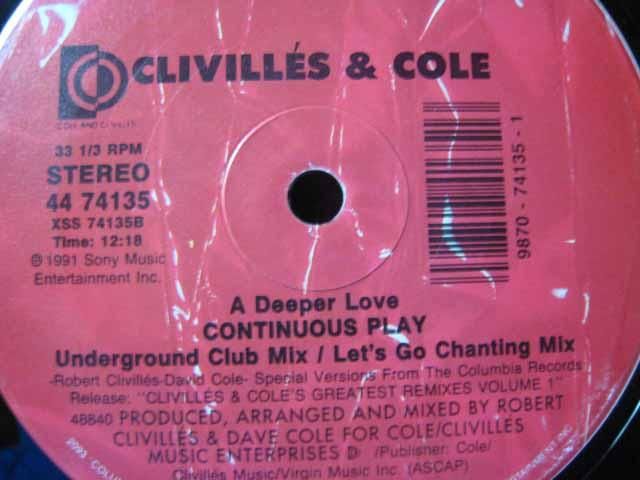 CLIVILLÉS & COLE
COLE AND CLIVILLÉS
33 1/3 RPM
STEREO
44 74135
XSS 74135B
Time: 12:18
℗ 1991 Sony Music
Entertainment Inc.
9870 - 74135 - 1
A Deeper Love
CONTINUOUS PLAY
Underground Club Mix / Let's Go Chanting Mix
-Robert Clivillés-David Cole- Special Versions From The Columbia Records
Release: "CLIVILLÉS & COLE'S GREATEST REMIXES VOLUME 1"
48840 PRODUCED, ARRANGED AND MIXED BY ROBERT
CLIVILLÉS & DAVE COLE FOR COLE/CLIVILLÉS
MUSIC ENTERPRISES D /Publisher: Cole/
Clivillés Music/Virgin Music Inc. (ASCAP)